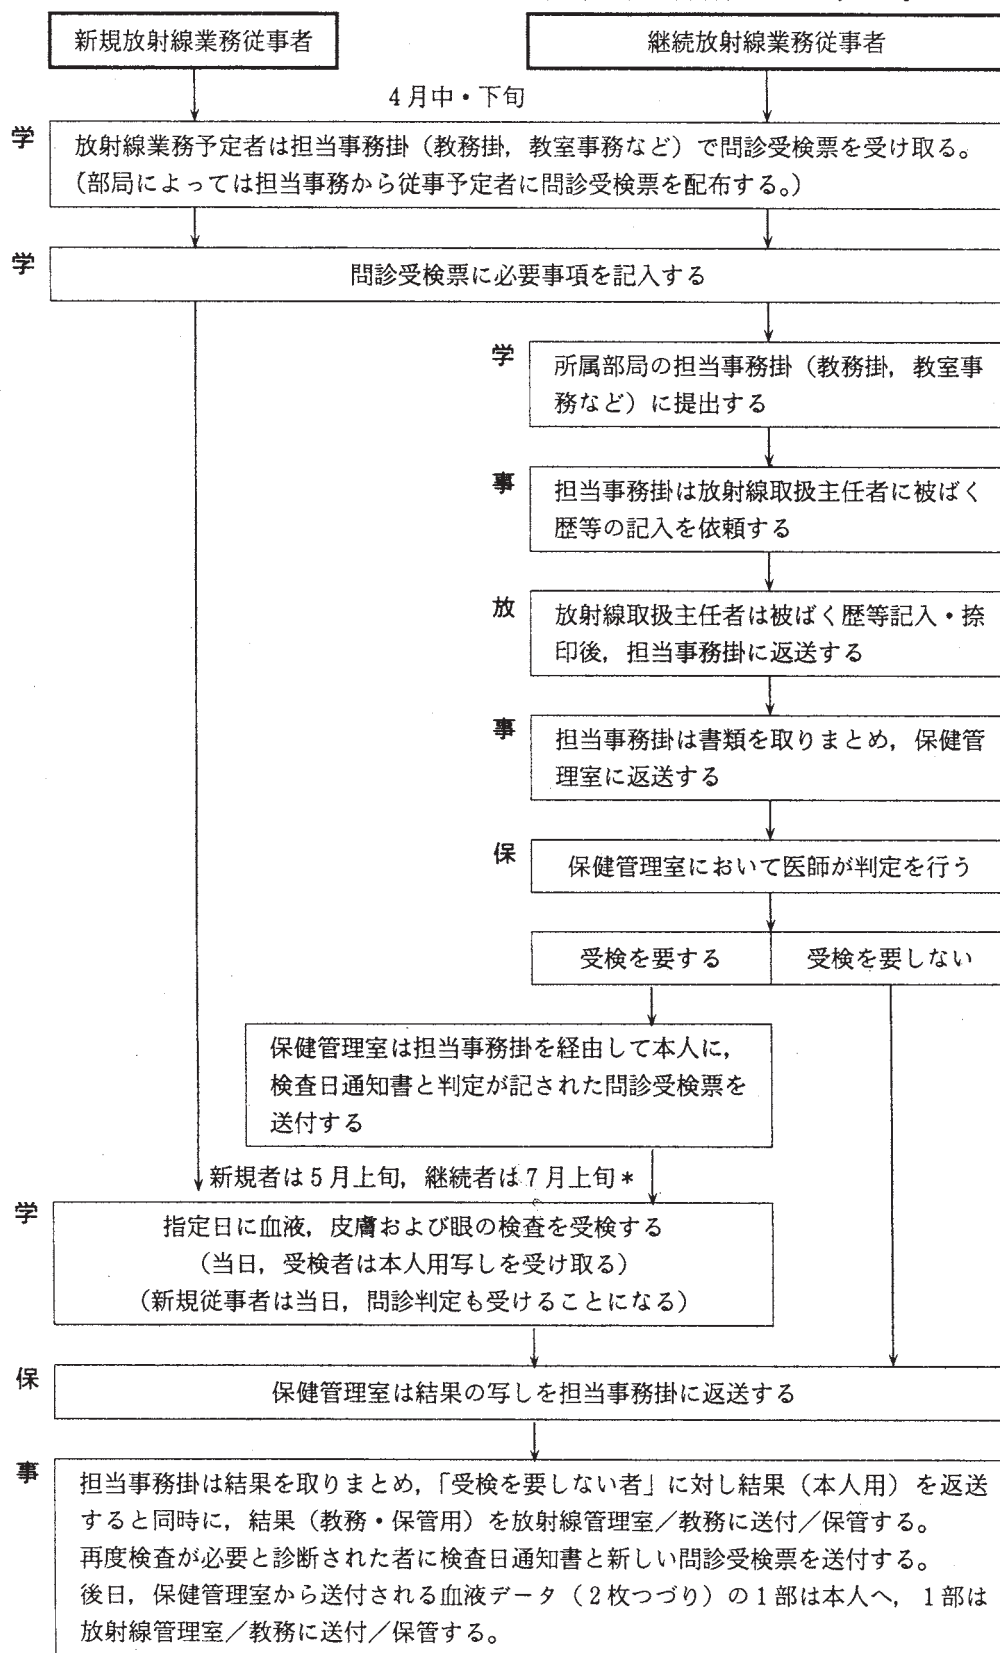 新規放射線業務従事者
継続放射線業務従事者
4月中・下旬
学
放射線業務予定者は担当事務掛（教務掛，教室事務など）で問診受検票を受け取る。
（部局によっては担当事務から従事予定者に問診受検票を配布する。）
学
問診受検票に必要事項を記入する
学
所属部局の担当事務掛（教務掛，教室事
務など）に提出する
事
担当事務掛は放射線取扱主任者に被ばく
歴等の記入を依頼する
放
放射線取扱主任者は被ばく歴等記入・捺
印後，担当事務掛に返送する
事
担当事務掛は書類を取りまとめ，保健管
理室に返送する
保
保健管理室において医師が判定を行う
受検を要する
受検を要しない
保健管理室は担当事務掛を経由して本人に，
検査日通知書と判定が記された問診受検票を
送付する
新規者は5月上旬，継続者は7月上旬*
学
指定日に血液，皮膚および眼の検査を受検する
（当日，受検者は本人用写しを受け取る）
（新規従事者は当日，問診判定も受けることになる）
保
保健管理室は結果の写しを担当事務掛に返送する
事
担当事務掛は結果を取りまとめ，「受検を要しない者」に対し結果（本人用）を返送
すると同時に，結果（教務・保管用）を放射線管理室／教務に送付／保管する。
再度検査が必要と診断された者に検査日通知書と新しい問診受検票を送付する。
後日，保健管理室から送付される血液データ（2枚つづり）の1部は本人へ，1部は
放射線管理室／教務に送付／保管する。